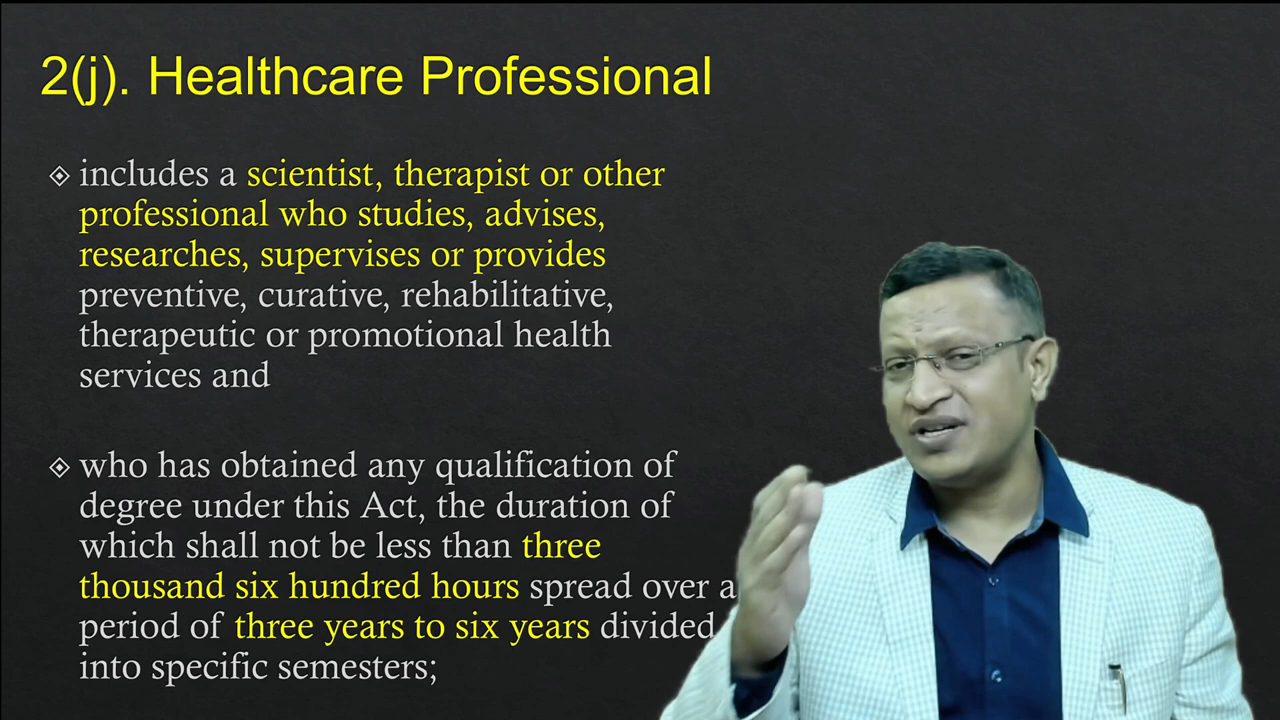 2(j). Healthcare Professional
includes a scientist, therapist or other
professional who studies, advises,
researches, supervises or provides
preventive, curative, rehabilitative,
therapeutic or promotional health
services and
who has obtained any qualification of
degree under this Act, the duration of
which shall not be less than three
thousand six hundred hours spread over a
period of three years to six years divided
into specific semesters;